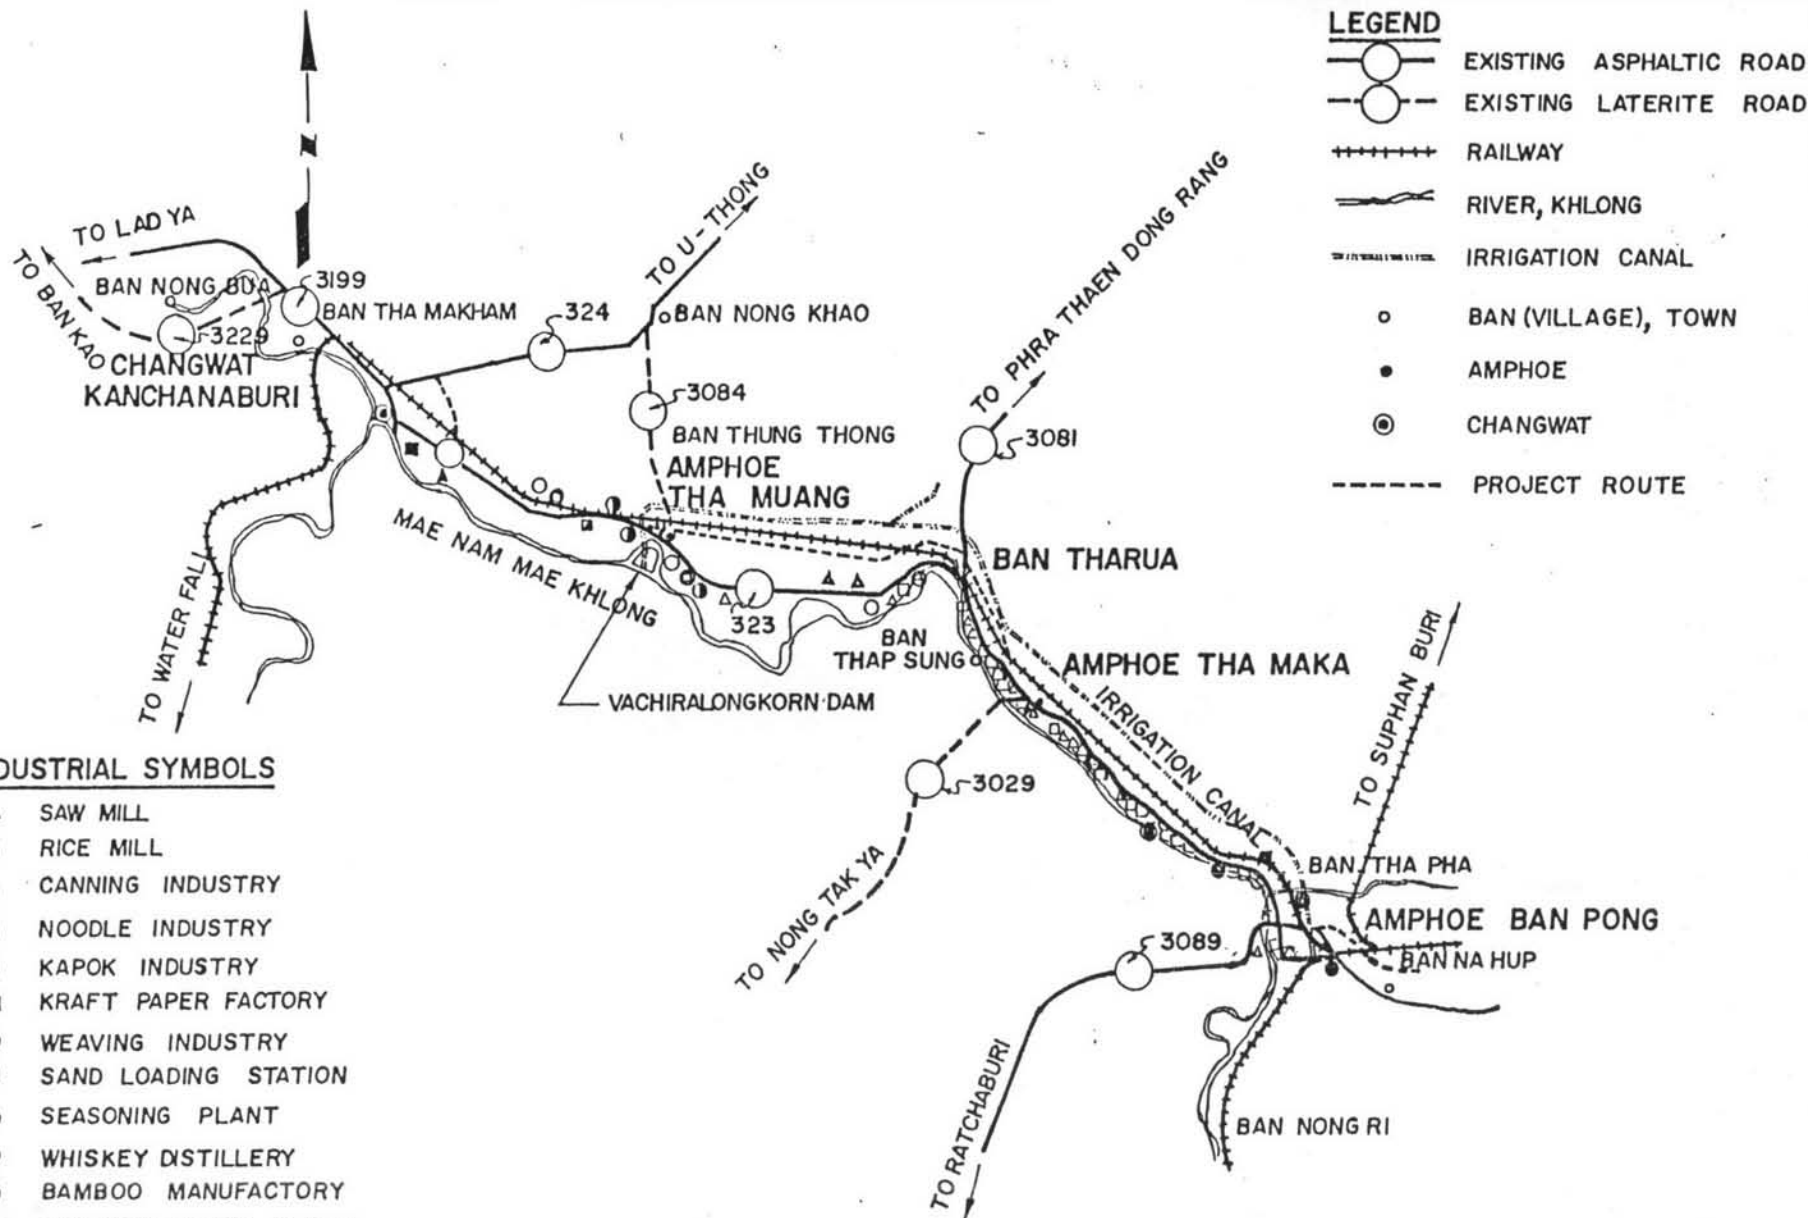 LEGEND
EXISTING ASPHALTIC ROAD
EXISTING LATERITE ROAD
RAILWAY
RIVER, KHLONG
IRRIGATION CANAL
BAN (VILLAGE), TOWN
AMPHOE
CHANGWAT
PROJECT ROUTE
N
TO LAD YA
TO BAN KAO
BAN NONG BUA
3199
BAN THA MAKHAM
3229
CHANGWAT
KANCHANABURI
324
TO U-THONG
BAN NONG KHAO
3084
BAN THUNG THONG
AMPHOE
THA MUANG
TO PHRA THAEN DONG RANG
3081
BAN THARUA
MAE NAM MAE KHLONG
323
BAN
THAP SUNG
AMPHOE THA MAKA
TO WATER FALL
VACHIRALONGKORN DAM
IRRIGATION CANAL
TO SUPHAN BURI
3029
TO NONG TAK YA
BAN THA PHA
AMPHOE BAN PONG
BAN NA HUP
3089
TO RATCHABURI
BAN NONG RI
DUSTRIAL SYMBOLS
SAW MILL
RICE MILL
CANNING INDUSTRY
NOODLE INDUSTRY
KAPOK INDUSTRY
KRAFT PAPER FACTORY
WEAVING INDUSTRY
SAND LOADING STATION
SEASONING PLANT
WHISKEY DISTILLERY
BAMBOO MANUFACTORY